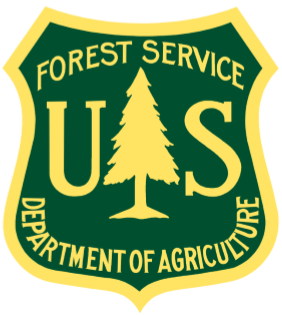 FOREST SERVICE
U S
DEPARTMENT OF AGRICULTURE